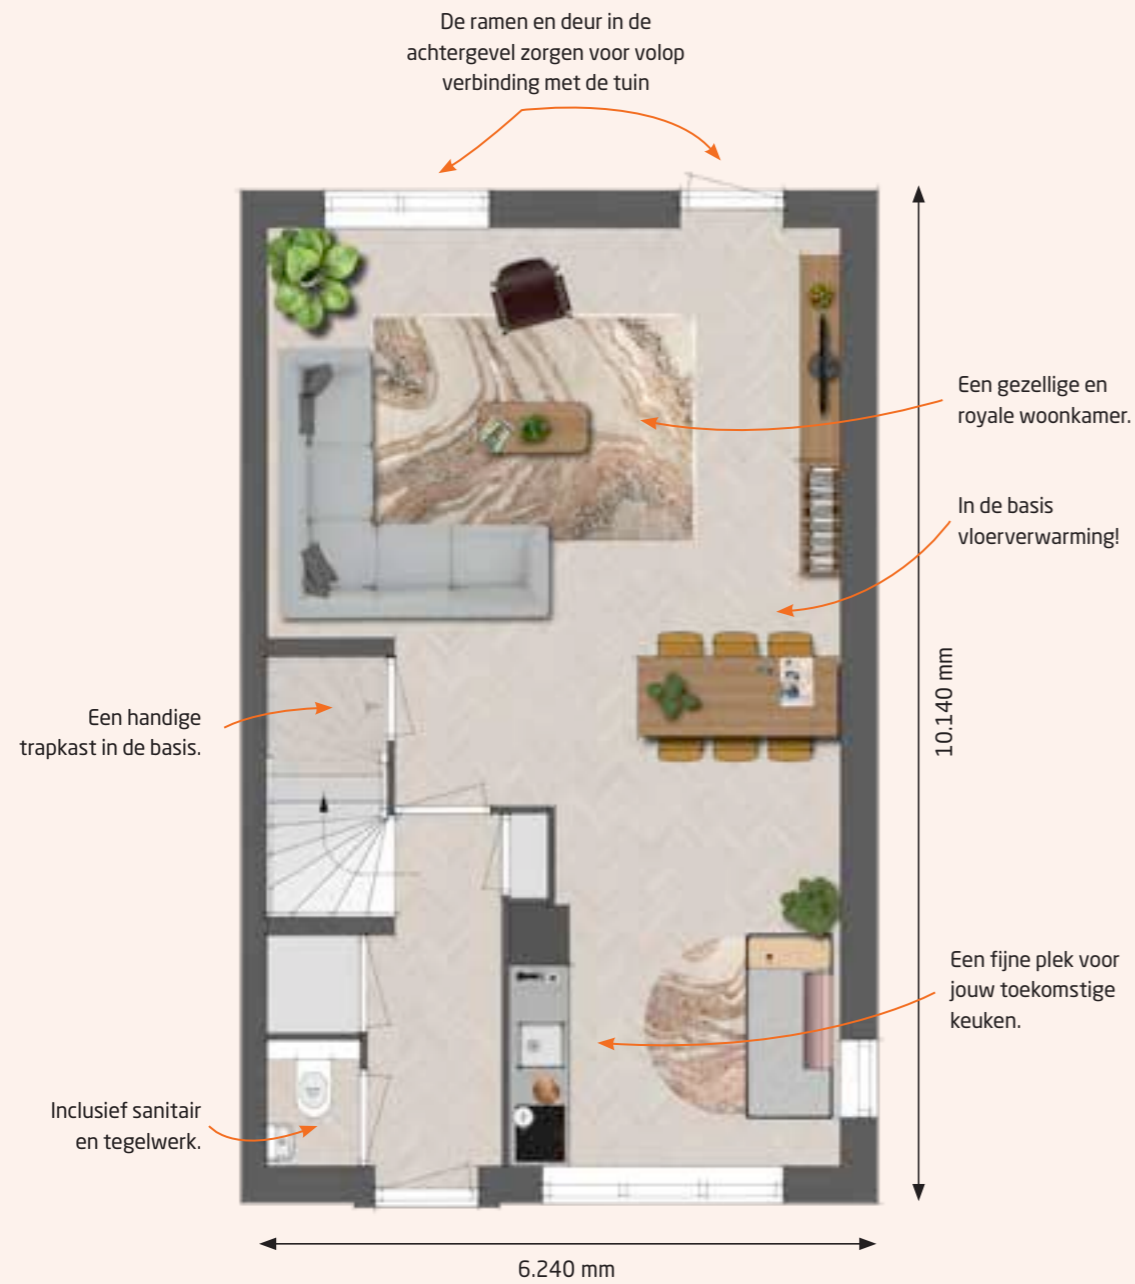 De ramen en deur in de
achtergevel zorgen voor volop
verbinding met de tuin
Een gezellige en
royale woonkamer.
In de basis
vloerverwarming!
Een handige
trapkast in de basis.
10.140 mm
Een fijne plek voor
jouw toekomstige
keuken.
Inclusief sanitair
en tegelwerk.
6.240 mm